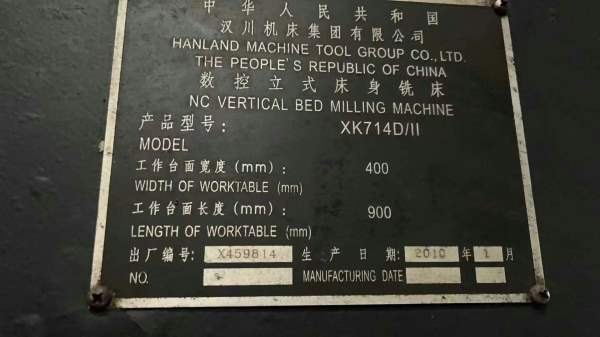 中华人民共和国
汉川机床集团有限公司
HANLAND MACHINE TOOL GROUP CO.,LTD.
THE PEOPLE`S REPUBLIC OF CHINA
数控立式床身铣床
NC VERTICAL BED MILLING MACHINE
产品型号: XK714D/II
MODEL
工作台面宽度(mm): 400
WIDTH OF WORKTABLE (mm)
工作台面长度(mm): 900
LENGTH OF WORKTABLE (mm)
出厂编号: X459814 生产日期: 2010 年 1 月
NO. MANUFACTURING DATE